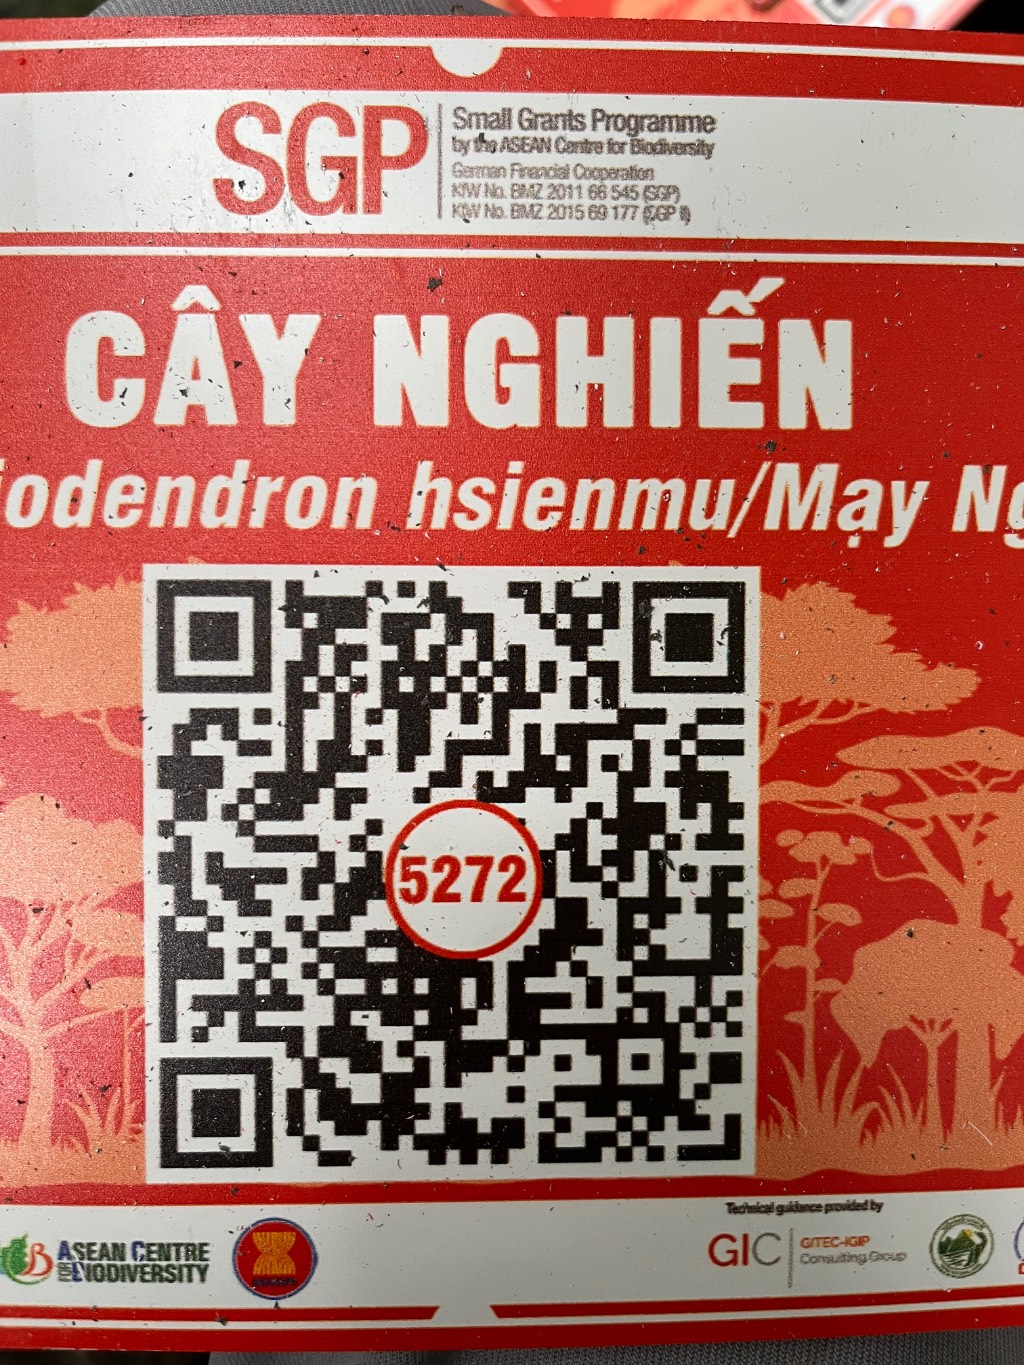 SGP
Small Grants Programme
by the ASEAN Centre for Biodiversity
German Financial Cooperation
KfW No. BMZ 2011 66 545 (SGP)
KfW No. BMZ 2015 69 177 (SGP II)
CÂY NGHIẾN
iodendron hsienmu/Mạy Ng
5272
Technical guidance provided by
ASEAN CENTRE
FOR BIODIVERSITY
GIC
GITEC-IGIP
Consulting Group